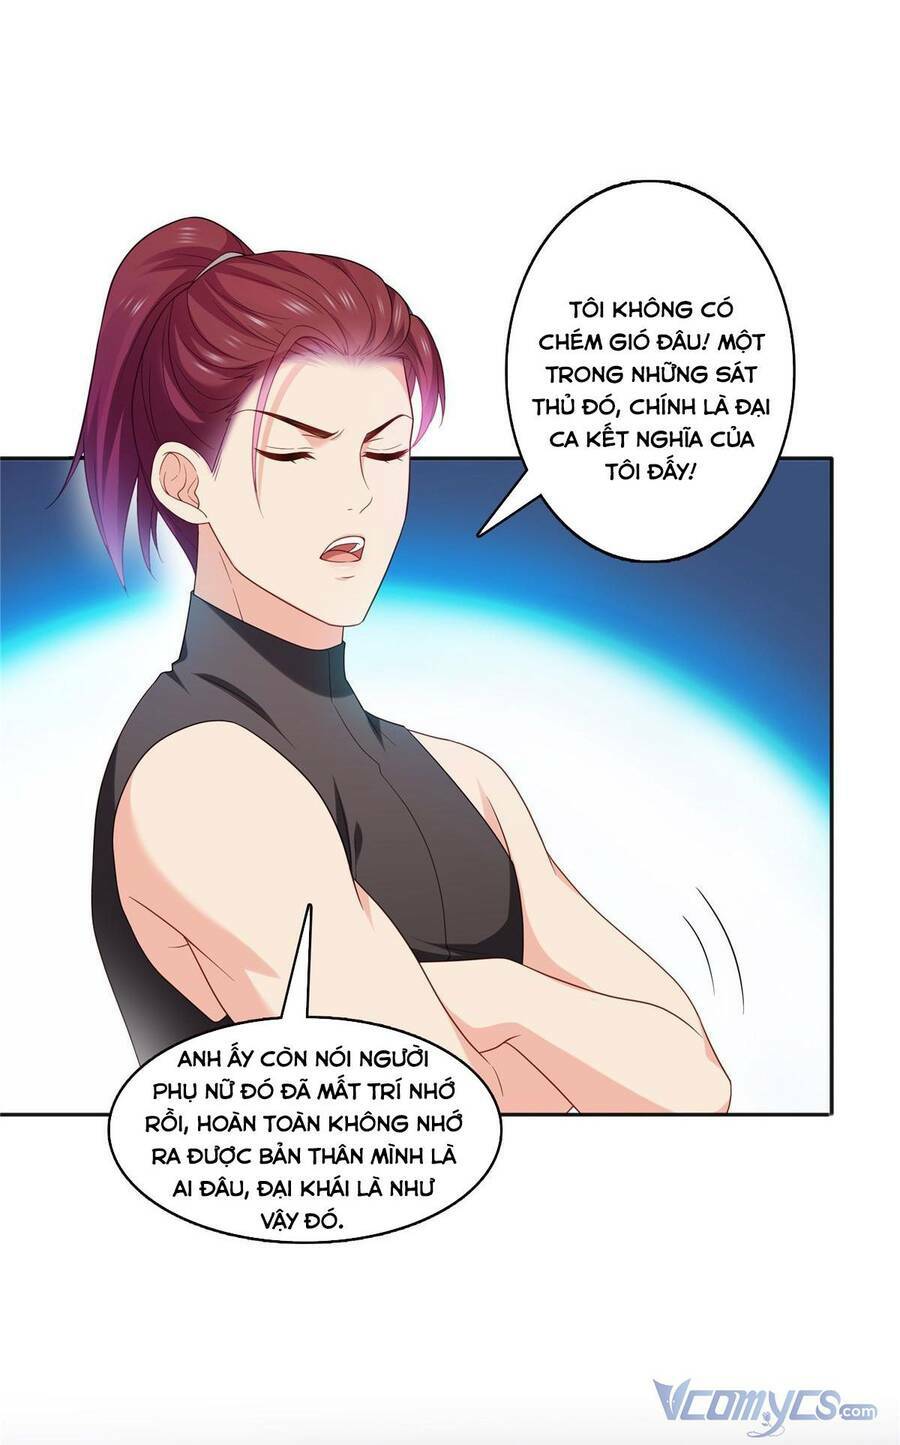 TÔI KHÔNG CÓ
CHÉM GIÓ ĐÂU! MỘT
TRONG NHỮNG SÁT
THỦ ĐÓ, CHÍNH LÀ ĐẠI
CA KẾT NGHĨA CỦA
TÔI ĐẤY!
ANH ẤY CÒN NÓI NGƯỜI
PHỤ NỮ ĐÓ ĐÃ MẤT TRÍ NHỚ
RỒI, HOÀN TOÀN KHÔNG NHỚ
RA ĐƯỢC BẢN THÂN MÌNH LÀ
AI ĐÂU, ĐẠI KHÁI LÀ NHƯ
VẬY ĐÓ.
VCOMYCS.com